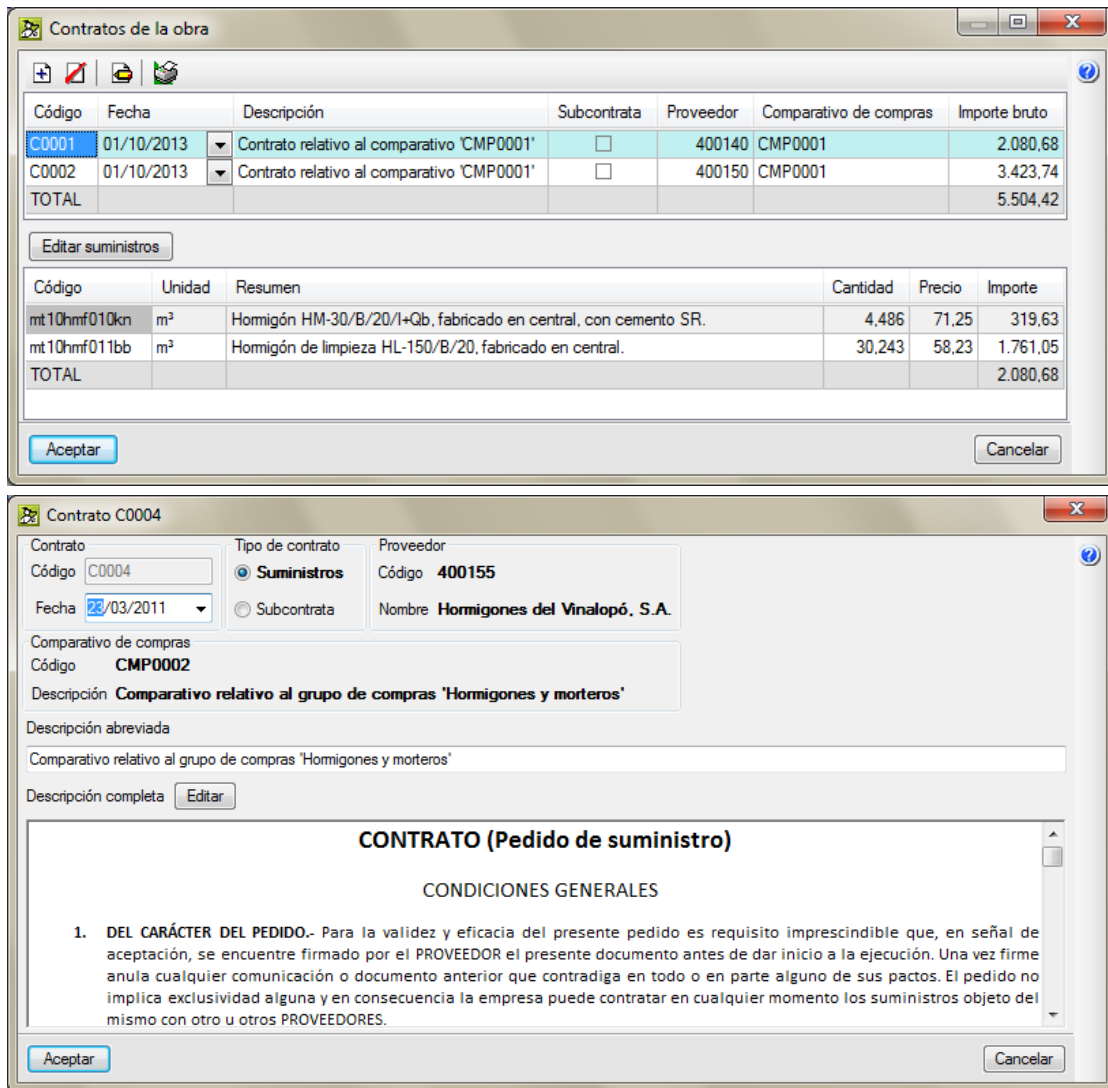 Contratos de la obra
Código Fecha Descripción Subcontrata Proveedor Comparativo de compras Importe bruto
C0001 01/10/2013 Contrato relativo al comparativo 'CMP0001' 400140 CMP0001 2.080,68
C0002 01/10/2013 Contrato relativo al comparativo 'CMP0001' 400150 CMP0001 3.423,74
TOTAL 5.504,42
Editar suministros
Código Unidad Resumen Cantidad Precio Importe
mt10hmf010kn m³ Hormigón HM-30/B/20/I+Qb, fabricado en central, con cemento SR. 4,486 71,25 319,63
mt10hmf011bb m³ Hormigón de limpieza HL-150/B/20, fabricado en central. 30,243 58,23 1.761,05
TOTAL 2.080,68
Aceptar Cancelar
Contrato C0004
Contrato Tipo de contrato Proveedor
Código C0004 Suministros Código 400155
Fecha 23/03/2011 Subcontrata Nombre Hormigones del Vinalopó, S.A.
Comparativo de compras
Código CMP0002
Descripción Comparativo relativo al grupo de compras 'Hormigones y morteros'
Descripción abreviada
Comparativo relativo al grupo de compras 'Hormigones y morteros'
Descripción completa Editar
CONTRATO (Pedido de suministro)
CONDICIONES GENERALES
1. DEL CARÁCTER DEL PEDIDO.- Para la validez y eficacia del presente pedido es requisito imprescindible que, en señal de
aceptación, se encuentre firmado por el PROVEEDOR el presente documento antes de dar inicio a la ejecución. Una vez firme
anula cualquier comunicación o documento anterior que contradiga en todo o en parte alguno de sus pactos. El pedido no
implica exclusividad alguna y en consecuencia la empresa puede contratar en cualquier momento los suministros objeto del
mismo con otro u otros PROVEEDORES.
Aceptar Cancelar